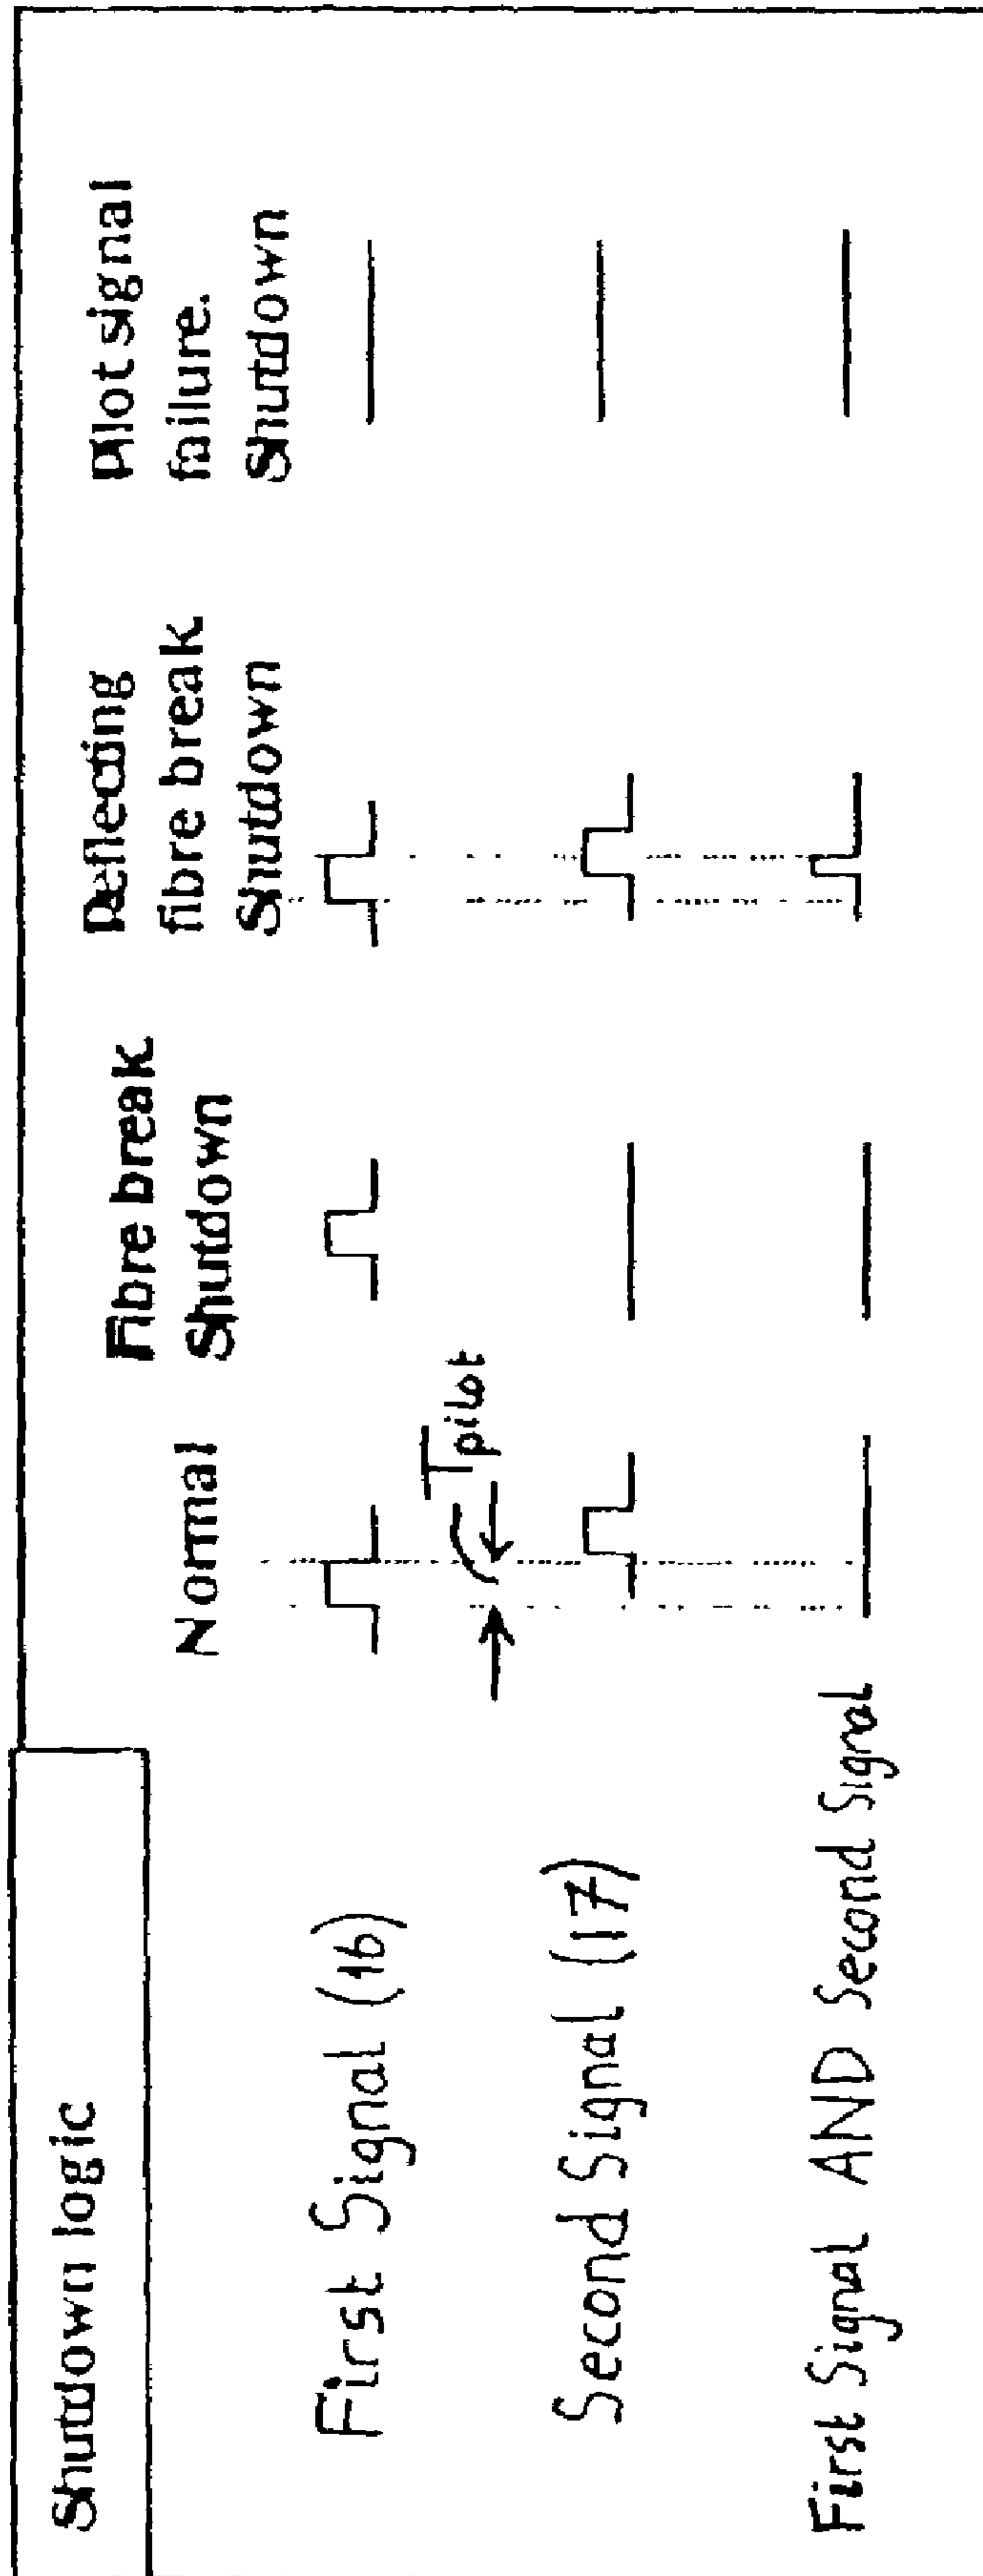 Shutdown logic
Normal
Fibre break
Shutdown
Reflecting
fibre break
Shutdown
Pilot signal
failure.
Shutdown
First Signal (16)
Tpilot
Second Signal (17)
First Signal AND Second Signal